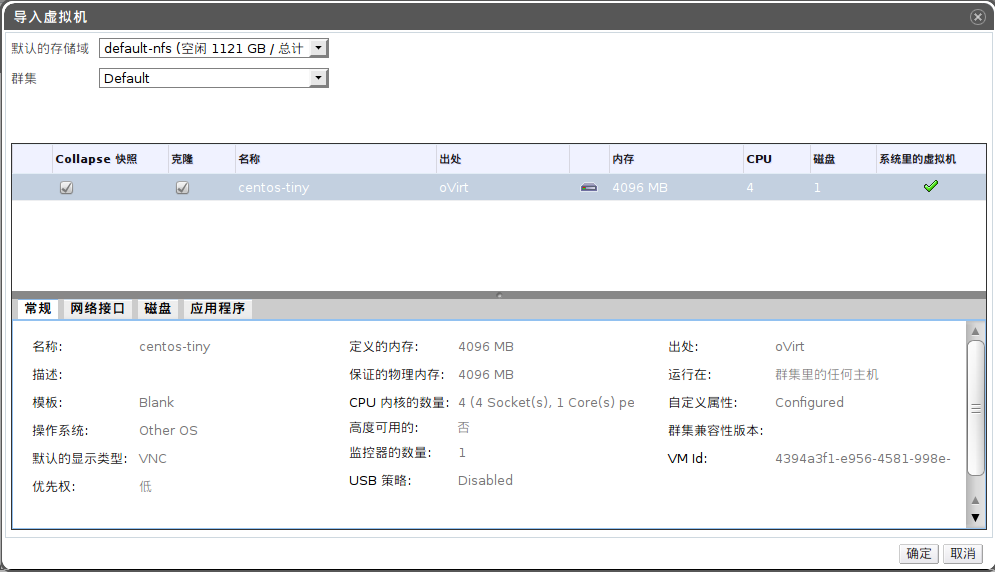 导入虚拟机
默认的存储域 default-nfs (空闲 1121 GB / 总计
群集 Default
Collapse 快照 克隆 名称 出处 内存 CPU 磁盘 系统里的虚拟机
centos-tiny oVirt 4096 MB 4 1
常规 网络接口 磁盘 应用程序
名称: centos-tiny 定义的内存: 4096 MB 出处: oVirt
描述: 保证的物理内存: 4096 MB 运行在: 群集里的任何主机
模板: Blank CPU 内核的数量: 4 (4 Socket(s), 1 Core(s) pe 自定义属性: Configured
操作系统: Other OS 高度可用的: 否 群集兼容性版本:
默认的显示类型: VNC 监控器的数量: 1 VM Id: 4394a3f1-e956-4581-998e-
优先权: 低 USB 策略: Disabled
确定 取消